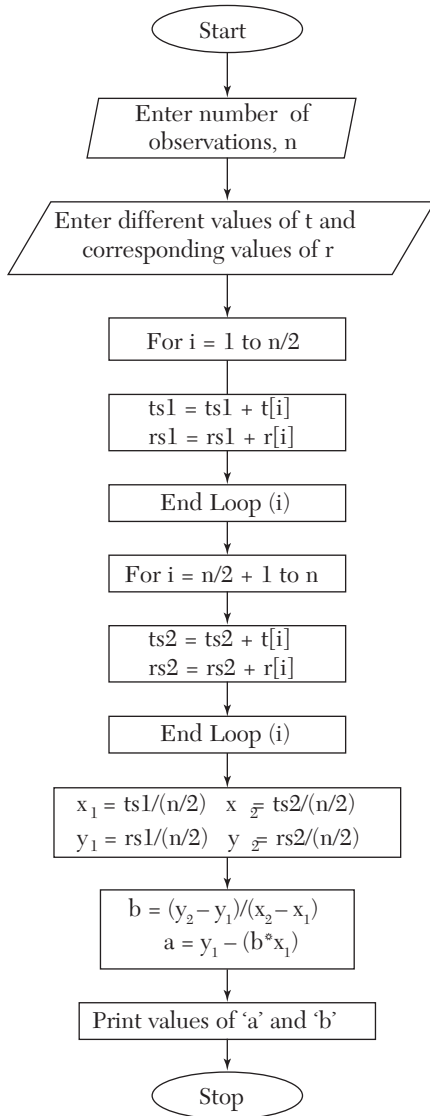 Start
Enter number of
observations, n
Enter different values of t and
corresponding values of r
For i = 1 to n/2
ts1 = ts1 + t[i]
rs1 = rs1 + r[i]
End Loop (i)
For i = n/2 + 1 to n
ts2 = ts2 + t[i]
rs2 = rs2 + r[i]
End Loop (i)
x₁ = ts1/(n/2) x ₂= ts2/(n/2)
y₁ = rs1/(n/2) y ₂= rs2/(n/2)
b = (y₂ – y₁)/(x₂ – x₁)
a = y₁ – (b*x₁)
Print values of ‘a’ and ‘b’
Stop